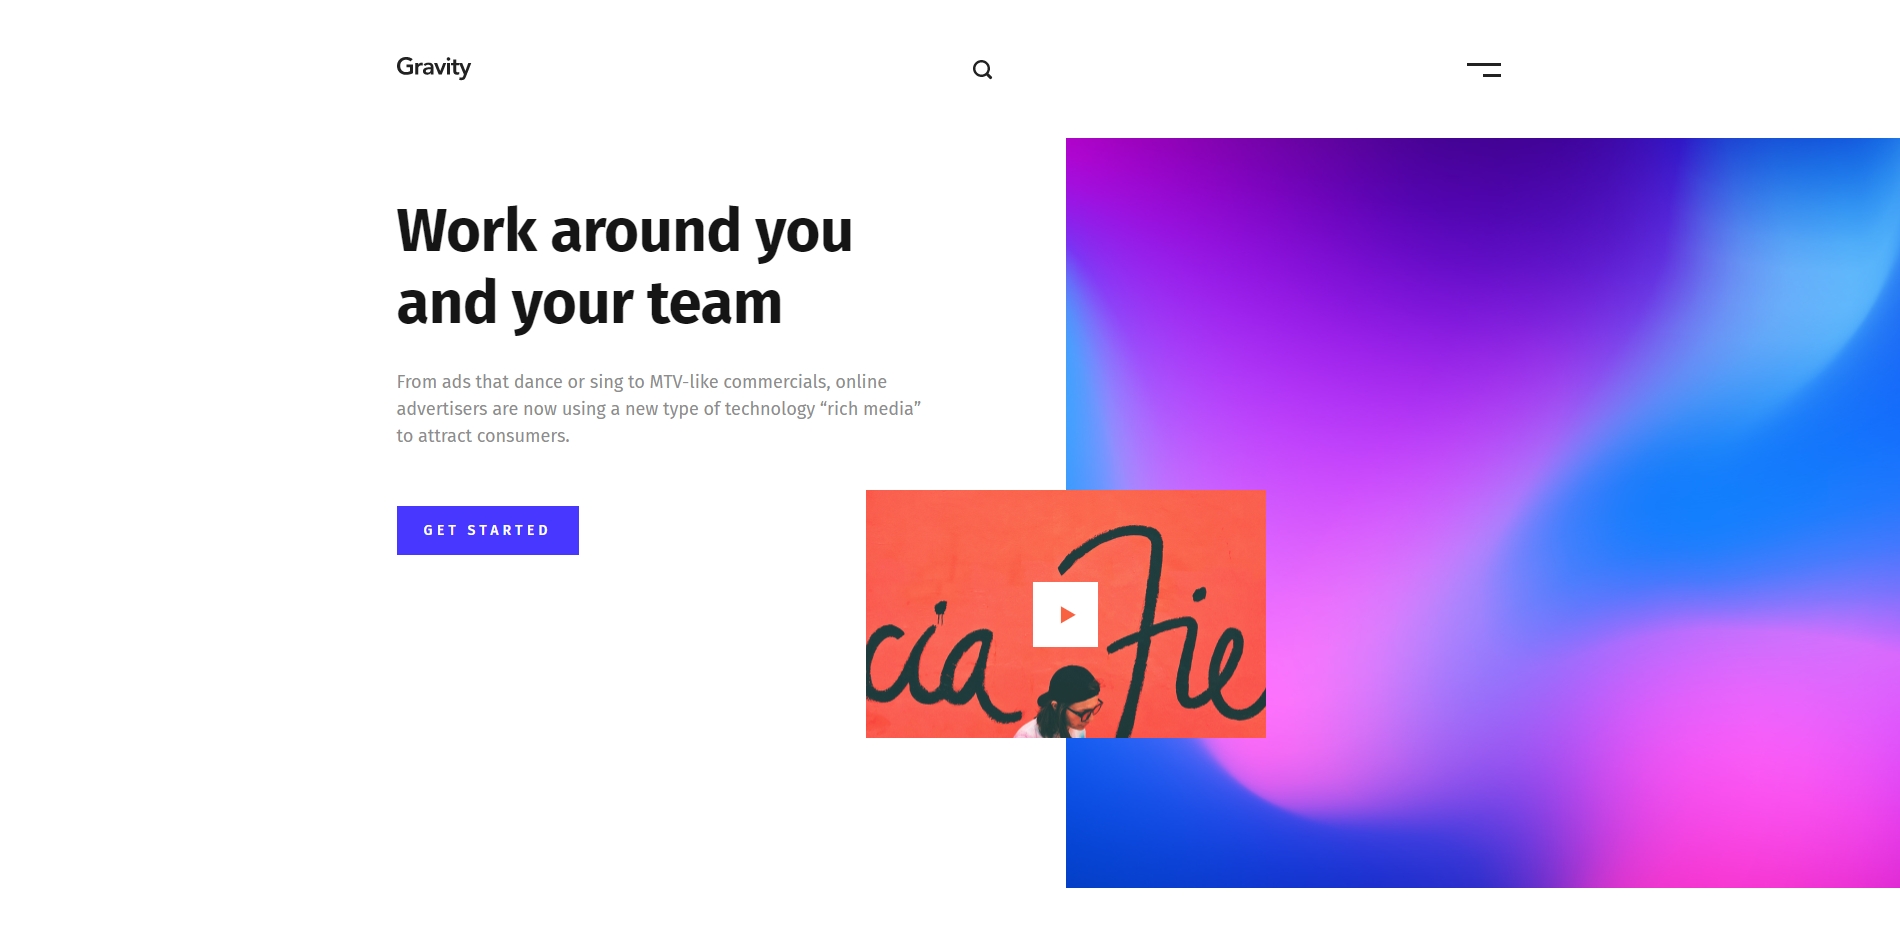 Gravity
Work around you
and your team
From ads that dance or sing to MTV-like commercials, online
advertisers are now using a new type of technology “rich media”
to attract consumers.
GET STARTED
cia Fie